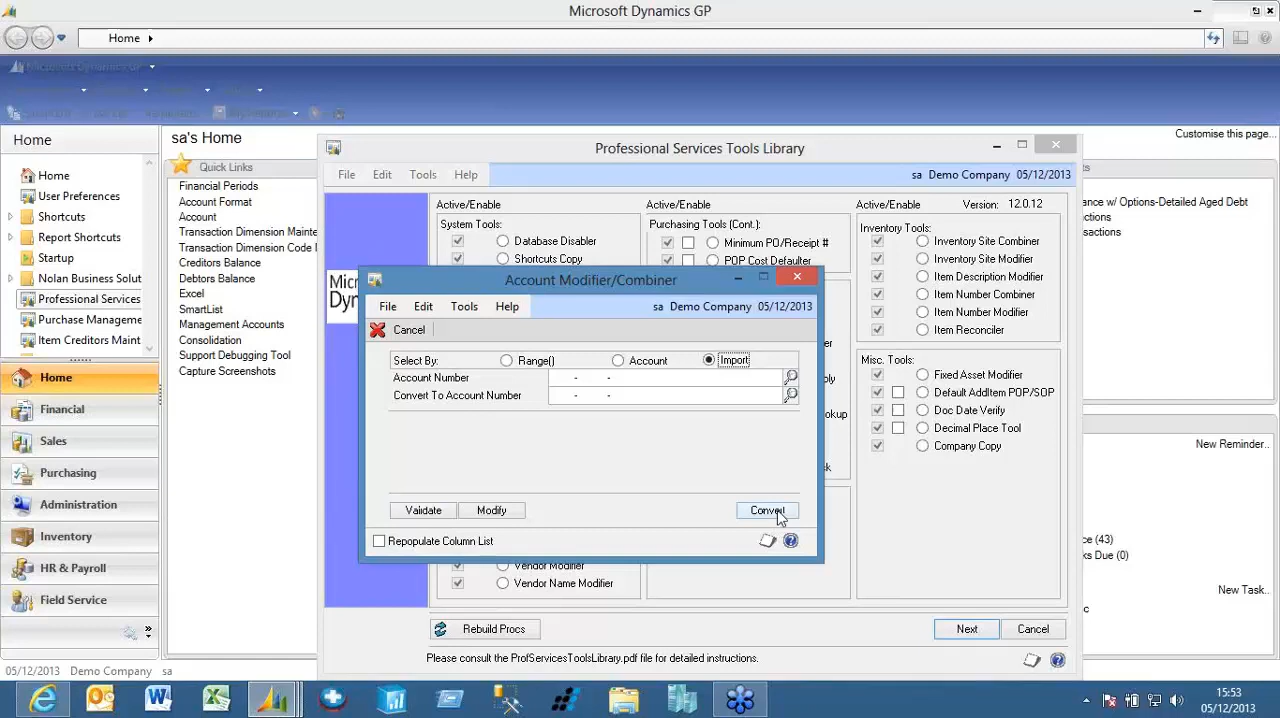 Microsoft Dynamics GP
Home
Home
sa's Home
Customise this page...
Home
User Preferences
Shortcuts
Report Shortcuts
Startup
Nolan Business Solut
Professional Services
Purchase Manageme
Item Creditors Maint
Home
Financial
Sales
Purchasing
Administration
Inventory
HR & Payroll
Field Service
Quick Links
Financial Periods
Account Format
Account
Transaction Dimension Mainte
Transaction Dimension Code I
Creditors Balance
Debtors Balance
Excel
SmartList
Management Accounts
Consolidation
Support Debugging Tool
Capture Screenshots
Professional Services Tools Library
File Edit Tools Help
sa Demo Company 05/12/2013
Active/Enable
System Tools:
Database Disabler
Shortcuts Copy
Active/Enable
Purchasing Tools (Cont.):
Minimum PO/Receipt #
POP Cost Defaulter
Active/Enable Version: 12.0.12
Inventory Tools:
Inventory Site Combiner
Inventory Site Modifier
Item Description Modifier
Item Number Combiner
Item Number Modifier
Item Reconciler
Misc. Tools:
Fixed Asset Modifier
Default AddItem POP/SOP
Doc Date Verify
Decimal Place Tool
Company Copy
Account Modifier/Combiner
File Edit Tools Help
sa Demo Company 05/12/2013
Cancel
Select By: Range() Account Import
Account Number - -
Convert To Account Number - -
Validate Modify Convert
Repopulate Column List
Vendor Modifier
Vendor Name Modifier
Rebuild Procs
Next Cancel
Please consult the ProfServicesToolsLibrary.pdf file for detailed instructions.
ance w/ Options-Detailed Aged Debt
actions
uations.
New Reminder..
ce (43)
ks Due (0)
New Task..
05/12/2013 Demo Company sa
15:53
05/12/2013